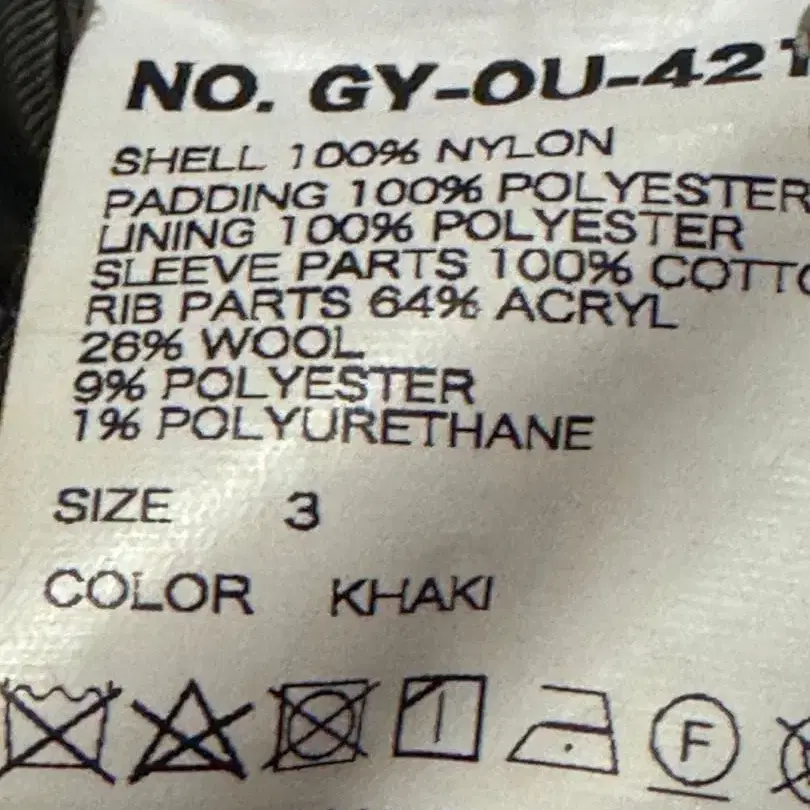 NO. GY-OU-421
SHELL 100% NYLON
PADDING 100% POLYESTER
LINING 100% POLYESTER
SLEEVE PARTS 100% COTTO
RIB PARTS 64% ACRYL
26% WOOL
9% POLYESTER
1% POLYURETHANE
SIZE 3
COLOR KHAKI
F